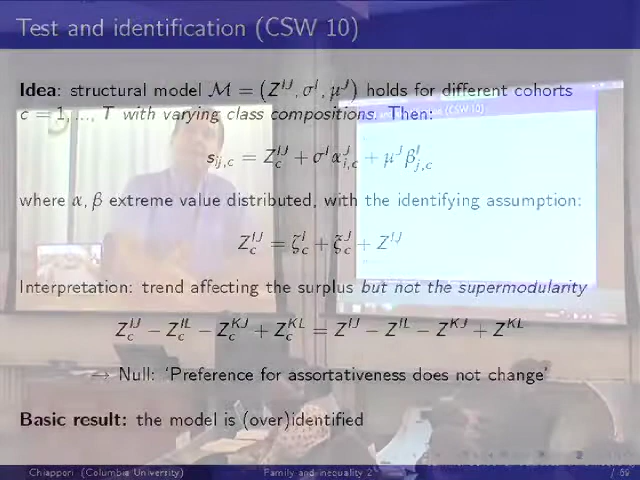 Test and identification (CSW 10)
Idea: structural model M = (Z^{IJ}, σ^I, μ^J) holds for different cohorts
c = 1, ..., T with varying class compositions. Then:
s_{ij,c} = Z_c^{IJ} + σ^I α_{i,c}^J + μ^J β_{j,c}^I
where α, β extreme value distributed, with the identifying assumption:
Z_c^{IJ} = ζ_c^I + ξ_c^J + Z^{IJ}
Interpretation: trend affecting the surplus but not the supermodularity
Z_c^{IJ} − Z_c^{IL} − Z_c^{KJ} + Z_c^{KL} = Z^{IJ} − Z^{IL} − Z^{KJ} + Z^{KL}
→ Null: 'Preference for assortativeness does not change'
Basic result: the model is (over)identified
Chiappori (Columbia University) Family and inequality 2 / 69